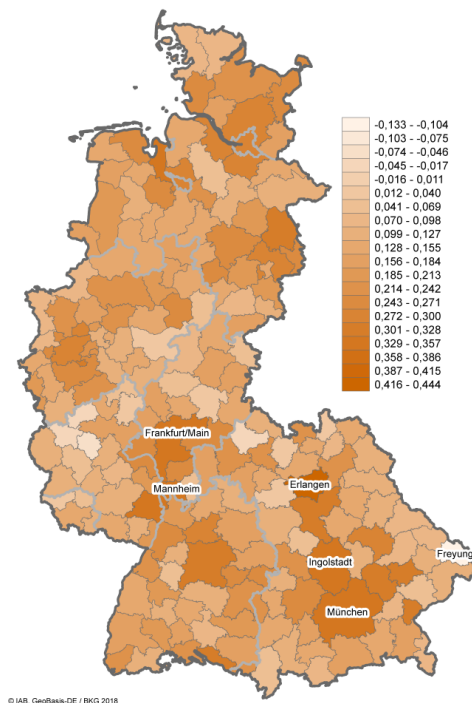 -0,133 - -0,104
-0,103 - -0,075
-0,074 - -0,046
-0,045 - -0,017
-0,016 - 0,011
0,012 - 0,040
0,041 - 0,069
0,070 - 0,098
0,099 - 0,127
0,128 - 0,155
0,156 - 0,184
0,185 - 0,213
0,214 - 0,242
0,243 - 0,271
0,272 - 0,300
0,301 - 0,328
0,329 - 0,357
0,358 - 0,386
0,387 - 0,415
0,416 - 0,444
Frankfurt/Main
Mannheim
Erlangen
Freyung
Ingolstadt
München
© IAB, GeoBasis-DE / BKG 2018